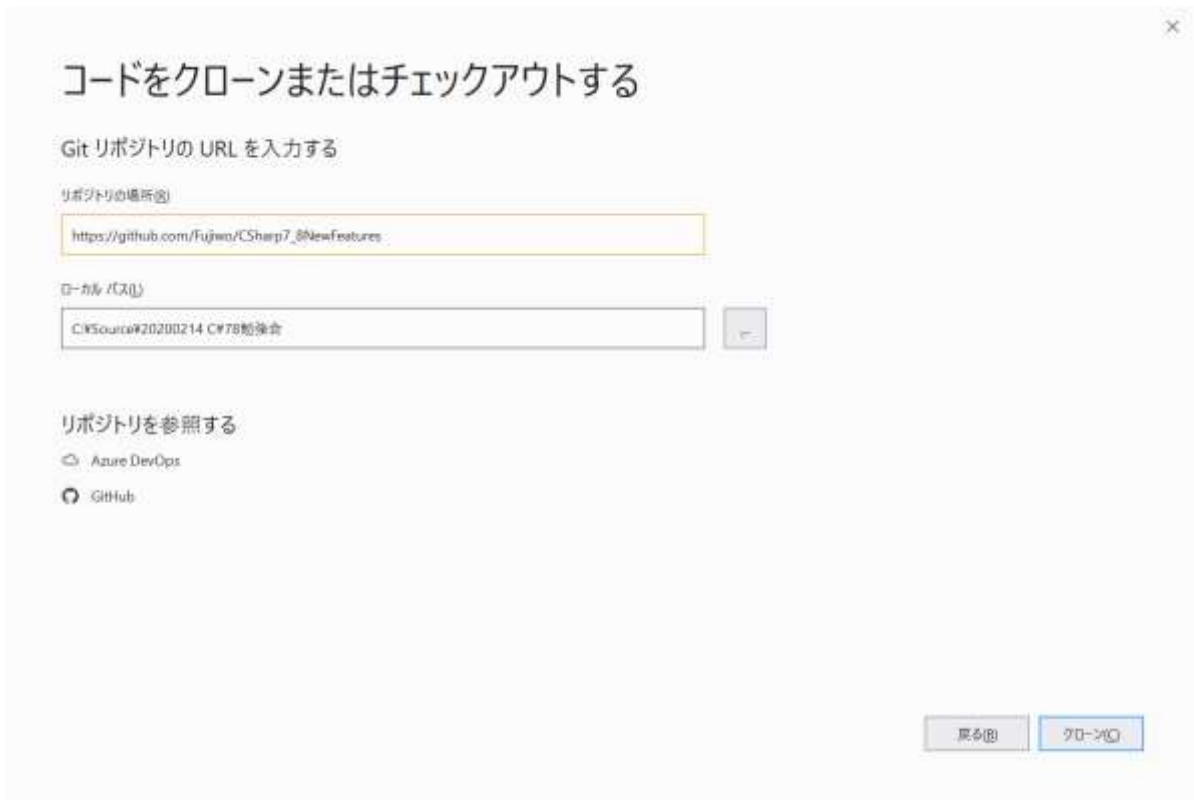 コードをクローンまたはチェックアウトする
Git リポジトリの URL を入力する
リポジトリの場所(R)
https://github.com/Fujiwo/CSharp7_8NewFeatures
ローカル パス(L)
C:¥Source¥20200214 C#78勉強会
...
リポジトリを参照する
Azure DevOps
GitHub
戻る(B)
クローン(C)